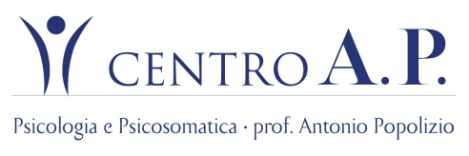 CENTRO A.P.
Psicologia e Psicosomatica · prof. Antonio Popolizio